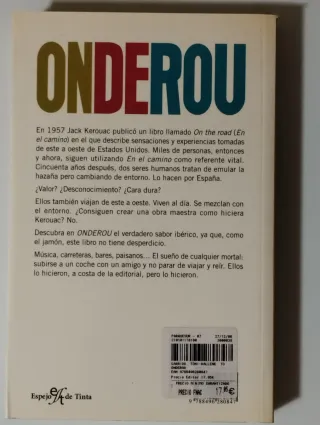 ONDEROU
En 1957 Jack Kerouac publicó un libro llamado On the road (En
el camino) en el que describe sensaciones y experiencias tomadas
de este a oeste de Estados Unidos. Miles de personas, entonces
y ahora, siguen utilizando En el camino como referente vital.
Cincuenta años después, dos seres humanos tratan de emular la
hazaña pero cambiando de entorno. Lo hacen por España.
¿Valor? ¿Desconocimiento? ¿Cara dura?
Ellos también viajan de este a oeste. Viven al día. Se mezclan con
el entorno. ¿Consiguen crear una obra maestra como hiciera
Kerouac? No.
Descubra en ONDEROU el verdadero sabor ibérico, ya que, como
el jamón, este libro no tiene desperdicio.
Música, carreteras, bares, paisanos... El sueño de cualquier mortal:
subirse a un coche con un amigo y no parar de viajar y reír. Ellos
lo hicieron, a costa de la editorial, pero lo hicieron.
ONDEROU
PRECIO FNAC
Espejo de Tinta